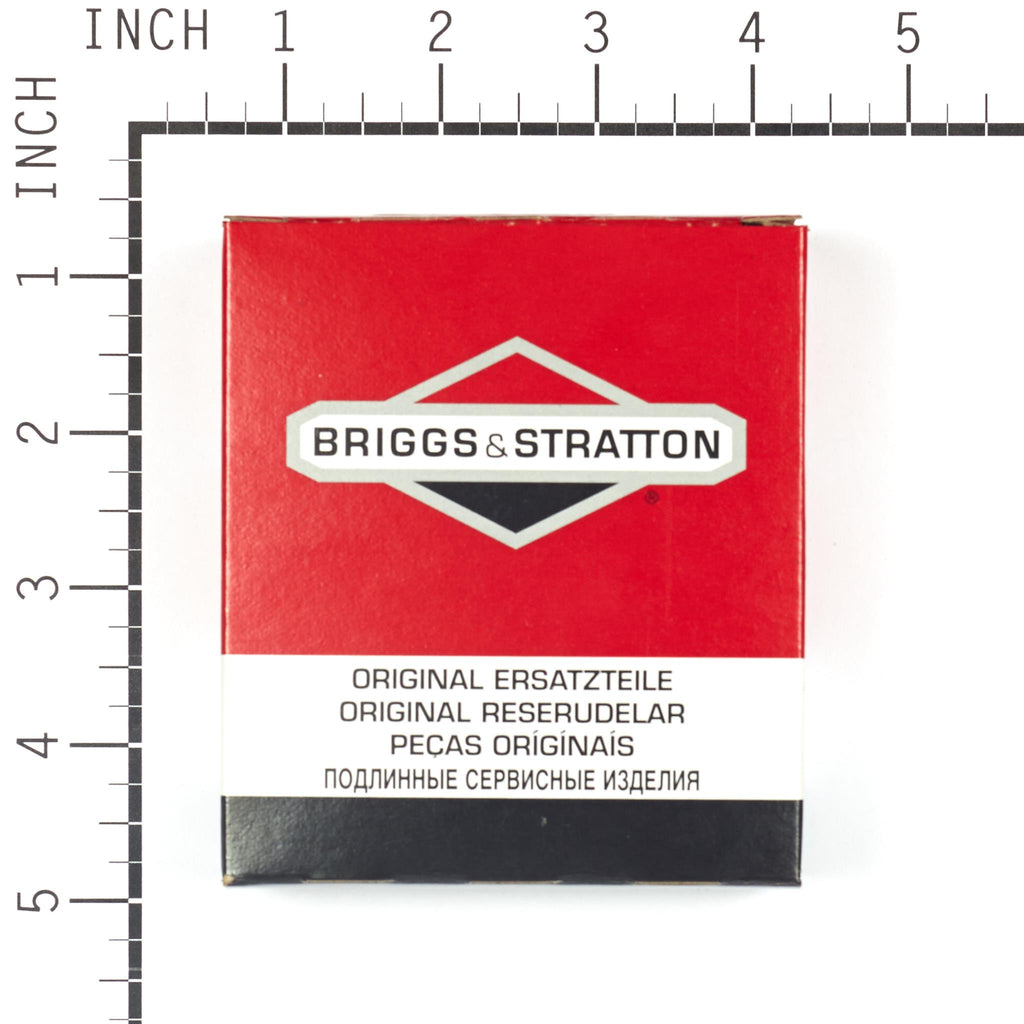 INCH 1 2 3 4 5
INCH
1
2
3
4
5
BRIGGS & STRATTON
®
ORIGINAL ERSATZTEILE
ORIGINAL RESERUDELAR
PEÇAS ORÍGÍNAÍS
ПОДЛИННЫЕ СЕРВИСНЫЕ ИЗДЕЛИЯ